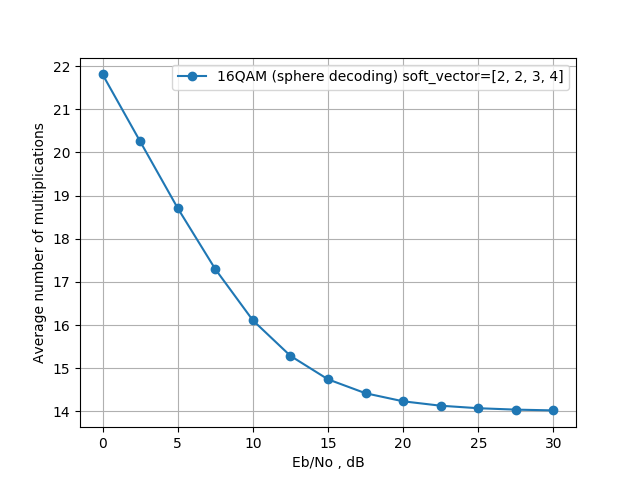 16QAM (sphere decoding) soft_vector=[2, 2, 3, 4]
Average number of multiplications
22
21
20
19
18
17
16
15
14
0 5 10 15 20 25 30
Eb/No , dB